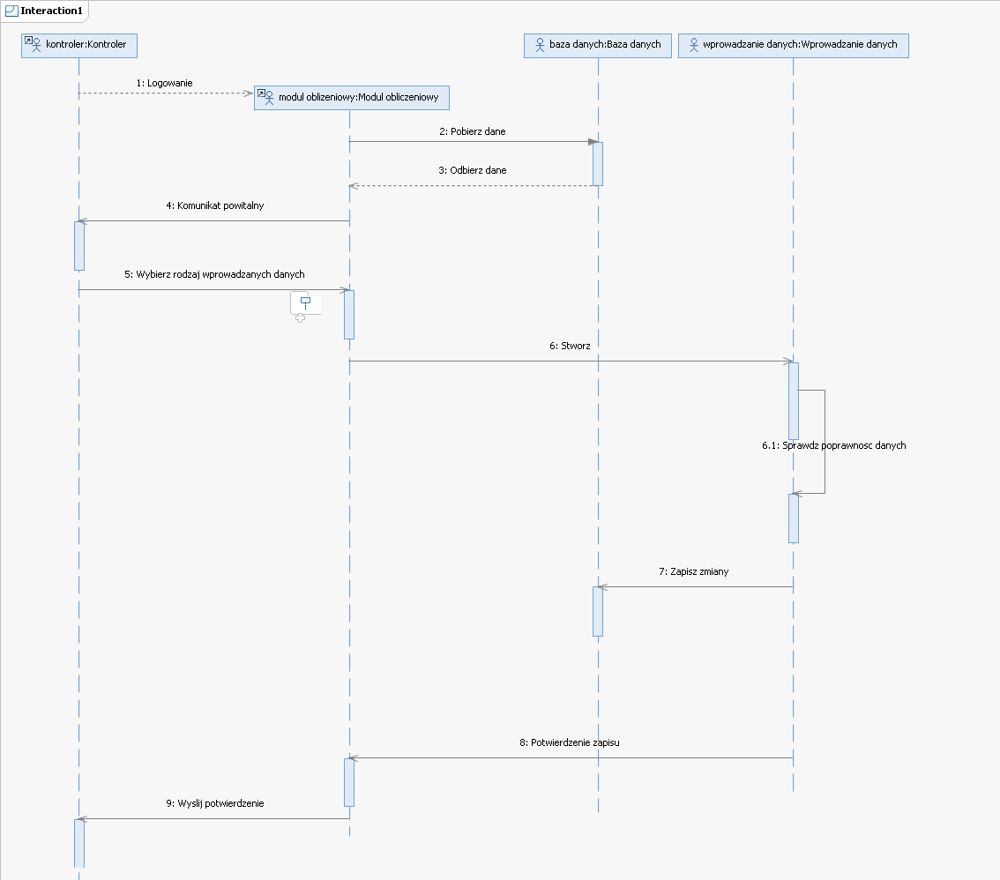 Interaction1
kontroler:Kontroler
baza danych:Baza danych
wprowadzanie danych:Wprowadzanie danych
1: Logowanie
modul oblizeniowy:Modul obliczeniowy
2: Pobierz dane
3: Odbierz dane
4: Komunikat powitalny
5: Wybierz rodzaj wprowadzanych danych
6: Stworz
6.1: Sprawdz poprawnosc danych
7: Zapisz zmiany
8: Potwierdzenie zapisu
9: Wyslij potwierdzenie